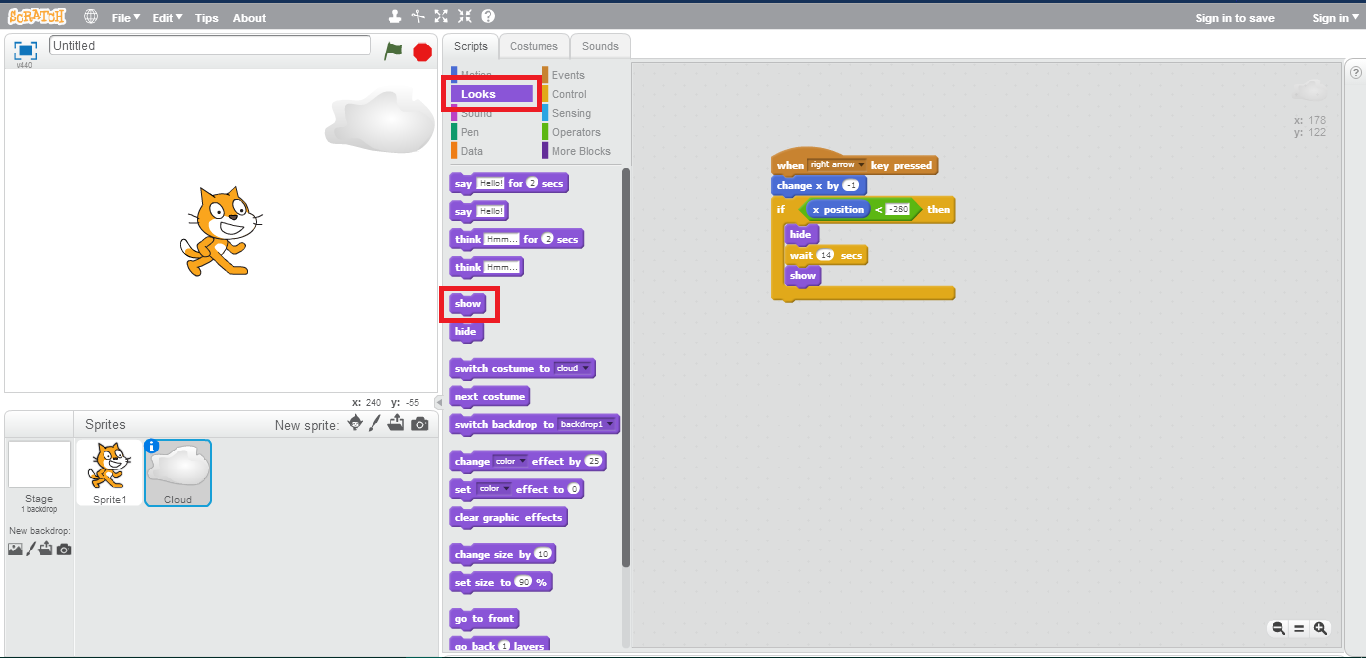 SCRATCH File Edit Tips About Sign in to save Sign in
v440 Untitled
Scripts Costumes Sounds
Motion Events
Looks Control
Sound Sensing
Pen Operators
Data More Blocks
say Hello! for 2 secs
say Hello!
think Hmm... for 2 secs
think Hmm...
show
hide
switch costume to cloud
next costume
switch backdrop to backdrop1
change color effect by 25
set color effect to 0
clear graphic effects
change size by 10
set size to 90 %
go to front
go back 1 layers
when right arrow key pressed
change x by -1
if x position < -280 then
hide
wait 14 secs
show
x: 178
y: 122
x: 240 y: -55
Sprites New sprite:
Stage
1 backdrop
New backdrop:
Sprite1
Cloud